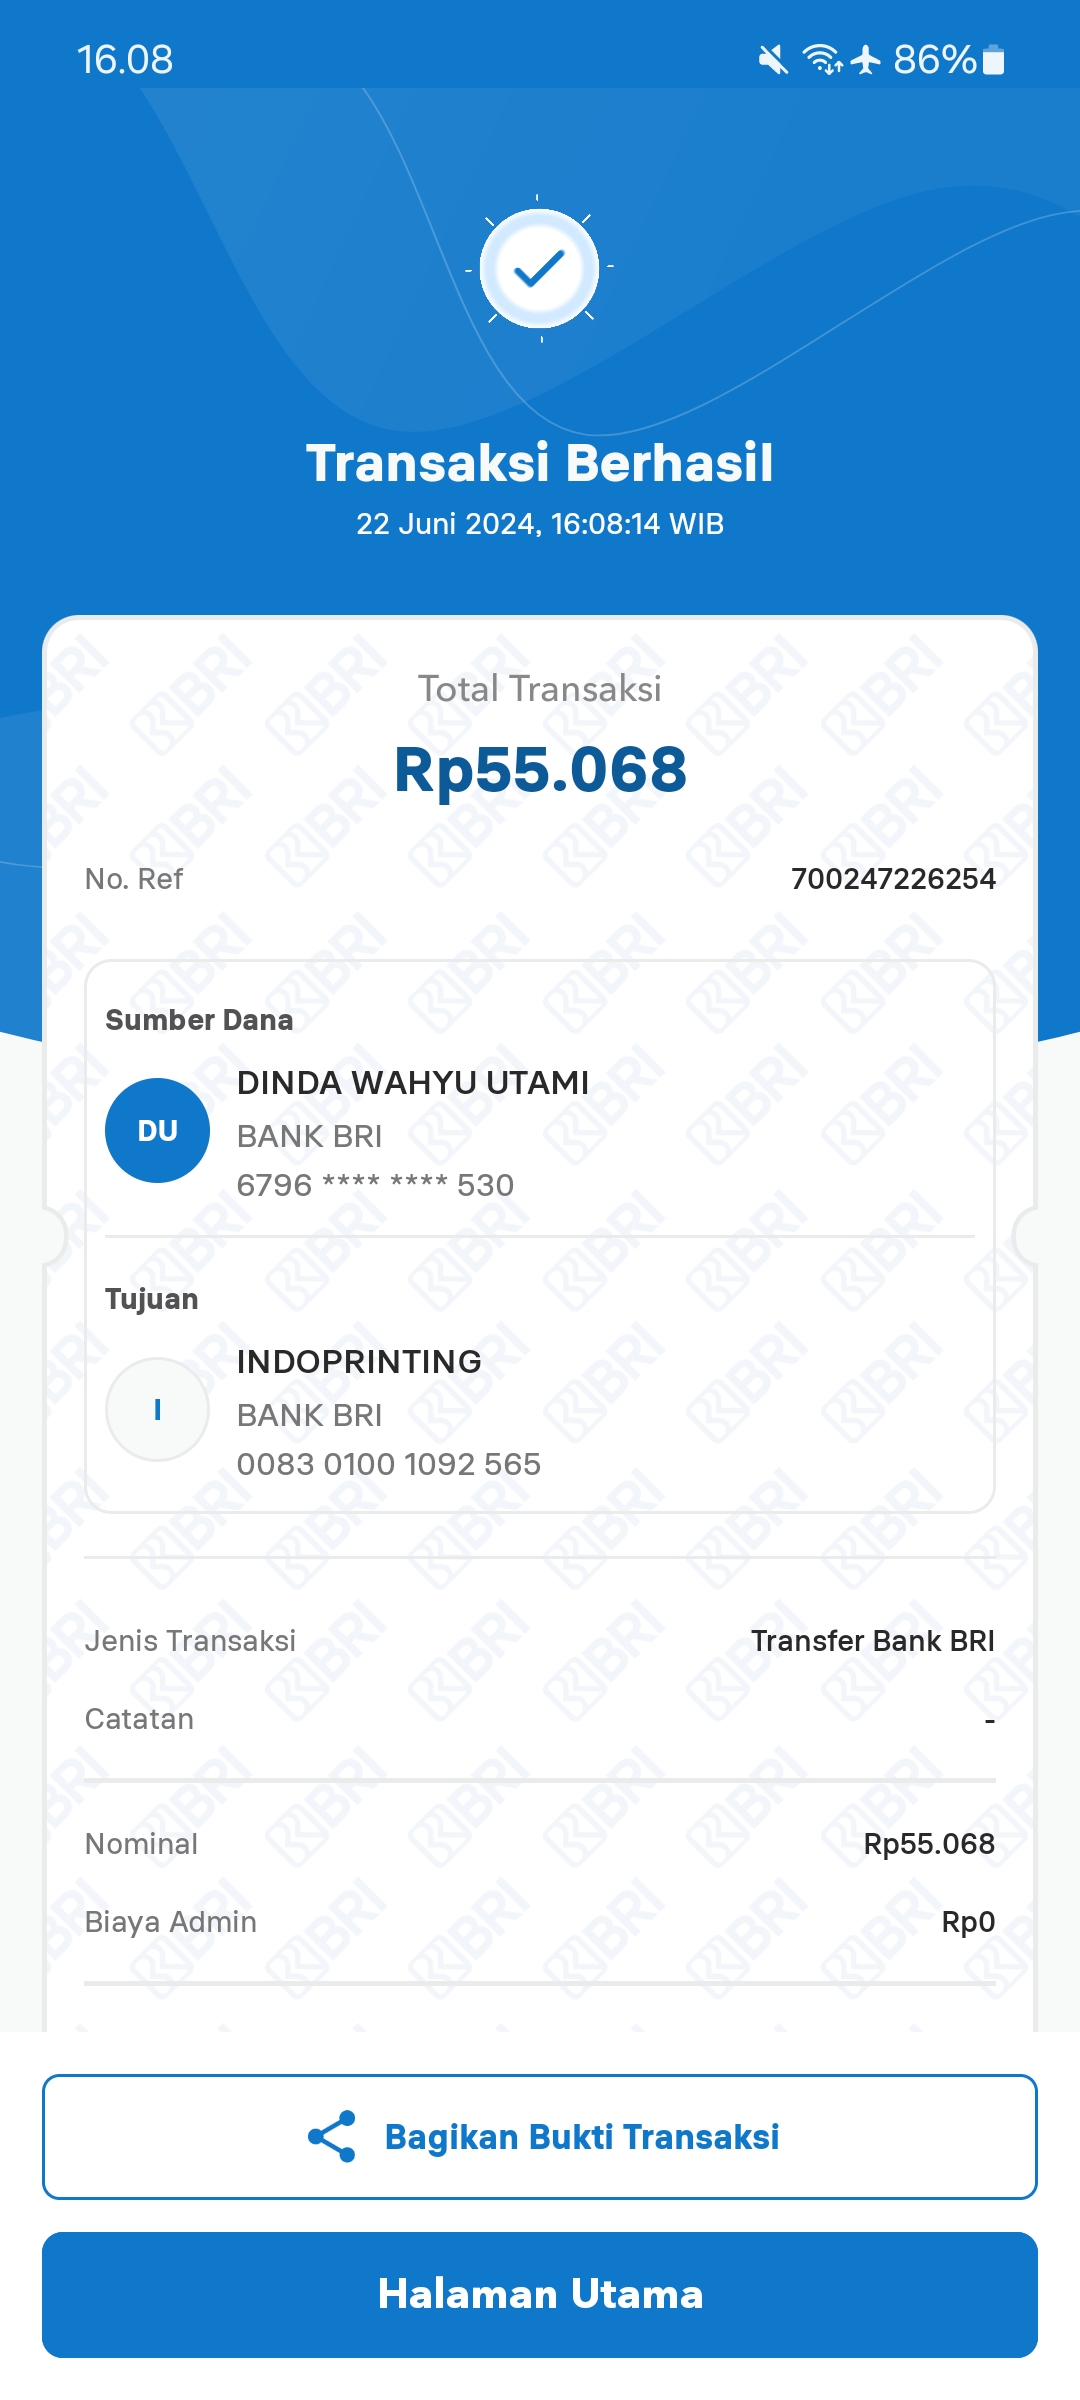 16.08
86%
Transaksi Berhasil
22 Juni 2024, 16:08:14 WIB
Total Transaksi
Rp55.068
No. Ref 700247226254
Sumber Dana
DU
DINDA WAHYU UTAMI
BANK BRI
6796 **** **** 530
Tujuan
I
INDOPRINTING
BANK BRI
0083 0100 1092 565
Jenis Transaksi Transfer Bank BRI
Catatan -
Nominal Rp55.068
Biaya Admin Rp0
Bagikan Bukti Transaksi
Halaman Utama